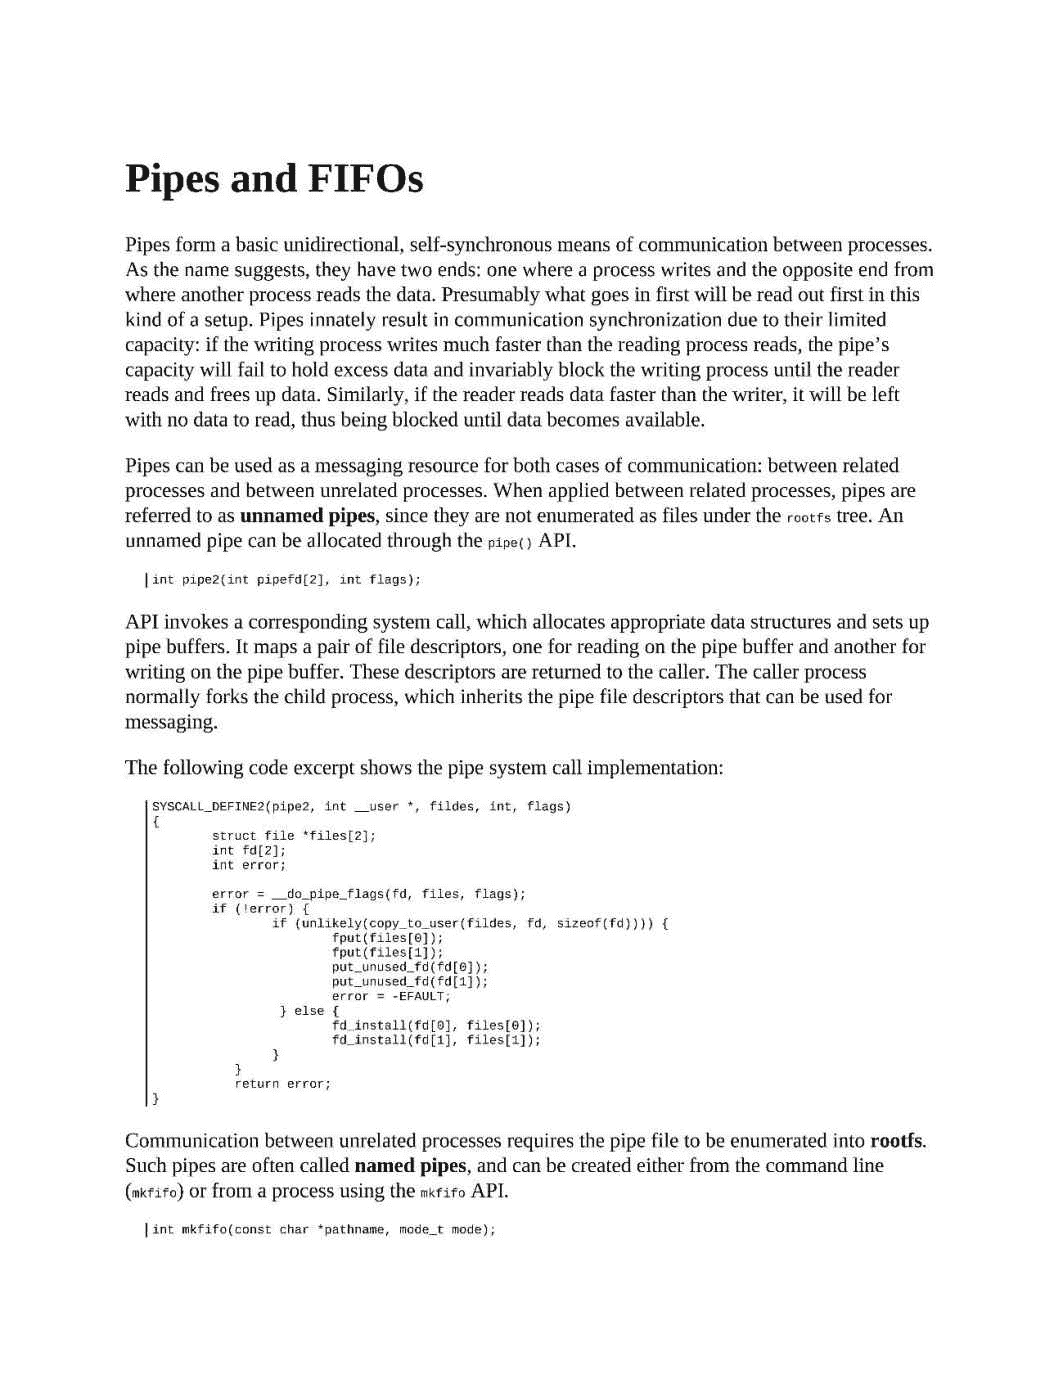 Pipes and FIFOs
Pipes form a basic unidirectional, self-synchronous means of communication between processes.
As the name suggests, they have two ends: one where a process writes and the opposite end from
where another process reads the data. Presumably what goes in first will be read out first in this
kind of a setup. Pipes innately result in communication synchronization due to their limited
capacity: if the writing process writes much faster than the reading process reads, the pipe’s
capacity will fail to hold excess data and invariably block the writing process until the reader
reads and frees up data. Similarly, if the reader reads data faster than the writer, it will be left
with no data to read, thus being blocked until data becomes available.
Pipes can be used as a messaging resource for both cases of communication: between related
processes and between unrelated processes. When applied between related processes, pipes are
referred to as unnamed pipes, since they are not enumerated as files under the rootfs tree. An
unnamed pipe can be allocated through the pipe() API.
int pipe2(int pipefd[2], int flags);
API invokes a corresponding system call, which allocates appropriate data structures and sets up
pipe buffers. It maps a pair of file descriptors, one for reading on the pipe buffer and another for
writing on the pipe buffer. These descriptors are returned to the caller. The caller process
normally forks the child process, which inherits the pipe file descriptors that can be used for
messaging.
The following code excerpt shows the pipe system call implementation:
SYSCALL_DEFINE2(pipe2, int __user *, fildes, int, flags)
{
        struct file *files[2];
        int fd[2];
        int error;
        error = __do_pipe_flags(fd, files, flags);
        if (!error) {
                if (unlikely(copy_to_user(fildes, fd, sizeof(fd)))) {
                        fput(files[0]);
                        fput(files[1]);
                        put_unused_fd(fd[0]);
                        put_unused_fd(fd[1]);
                        error = -EFAULT;
                 } else {
                        fd_install(fd[0], files[0]);
                        fd_install(fd[1], files[1]);
                }
           }
           return error;
}
Communication between unrelated processes requires the pipe file to be enumerated into rootfs.
Such pipes are often called named pipes, and can be created either from the command line
(mkfifo) or from a process using the mkfifo API.
int mkfifo(const char *pathname, mode_t mode);